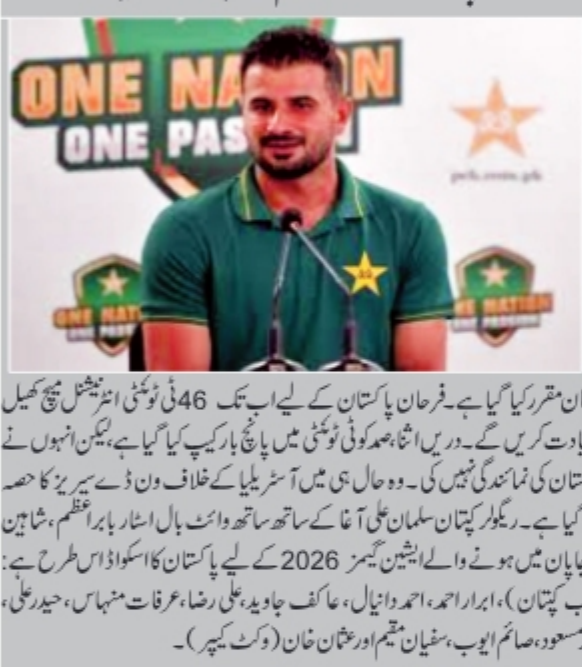 ONE NATION
ONE PAS
pcb.com.pk
ONE NATION
ONE PASSION
ONE NATION
ان مقرر کیا گیا ہے۔ فرحان پاکستان کے لیے اب تک 46 ٹی ٹوئنٹی انٹرنیشنل میچ کھیل
یادت کریں گے۔ دریں اثنا، صمد کو ٹی ٹوئنٹی میں پانچ بار کیپ کیا گیا ہے، لیکن انہوں نے
ستان کی نمائندگی نہیں کی۔ وہ حال ہی میں آسٹریلیا کے خلاف ون ڈے سیریز کا حصہ
گیا ہے۔ ریگولر کپتان سلمان علی آغا کے ساتھ ساتھ وائٹ بال اسٹار بابر اعظم، شاہین
جاپان میں ہونے والے ایشین گیمز 2026 کے لیے پاکستان کا اسکواڈ اس طرح ہے:
ب کپتان)، ابرار احمد، احمد دانیال، عاکف جاوید، علی رضا، عرفات منہاس، حیدر علی،
مسعود، صائم ایوب، سفیان مقیم اور عثمان خان (وکٹ کیپر)۔